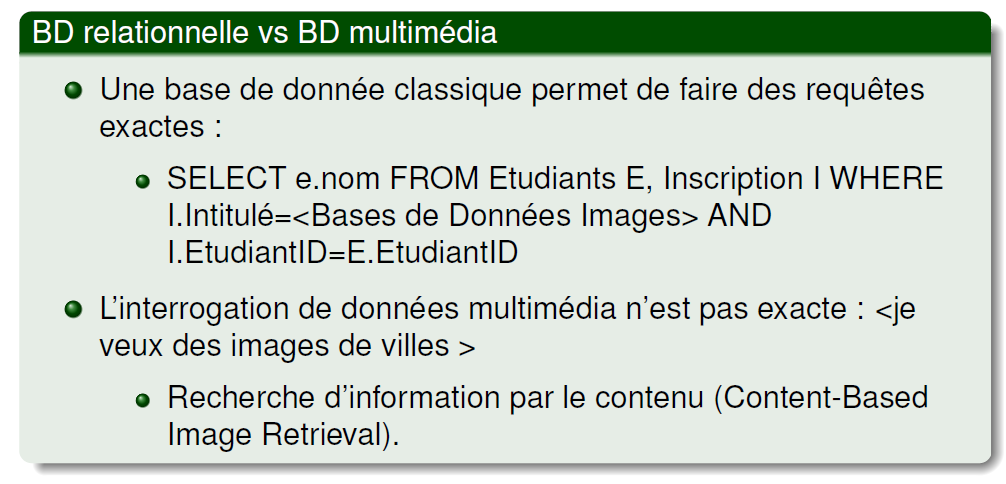 BD relationnelle vs BD multimédia
Une base de donnée classique permet de faire des requêtes
exactes :
SELECT e.nom FROM Etudiants E, Inscription I WHERE
I.Intitulé=<Bases de Données Images> AND
I.EtudiantID=E.EtudiantID
L'interrogation de données multimédia n'est pas exacte : <je
veux des images de villes >
Recherche d'information par le contenu (Content-Based
Image Retrieval).